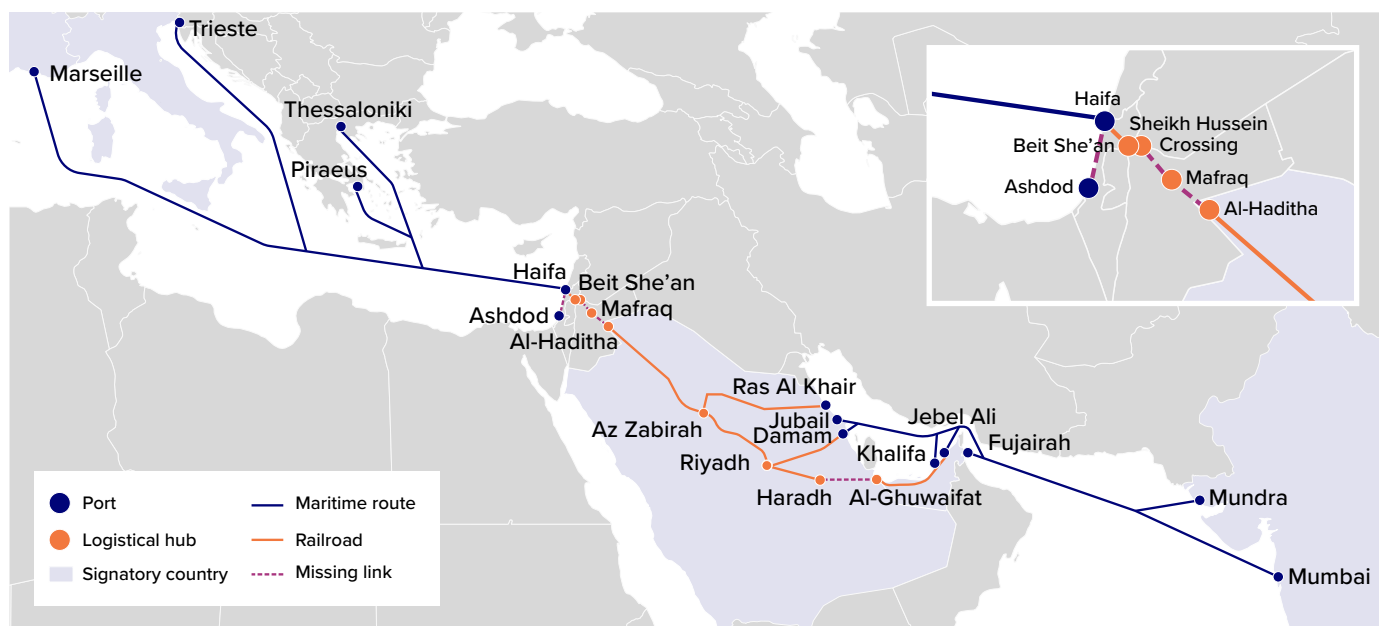 Trieste
Marseille
Thessaloniki
Piraeus
Haifa
Beit She’an
Ashdod
Mafraq
Al-Haditha
Ras Al Khair
Az Zabirah
Jubail
Damam
Jebel Ali
Riyadh
Khalifa
Fujairah
Haradh
Al-Ghuwaifat
Mundra
Mumbai
Haifa
Sheikh Hussein
Crossing
Beit She’an
Ashdod
Mafraq
Al-Haditha
Port
Maritime route
Logistical hub
Railroad
Signatory country
Missing link